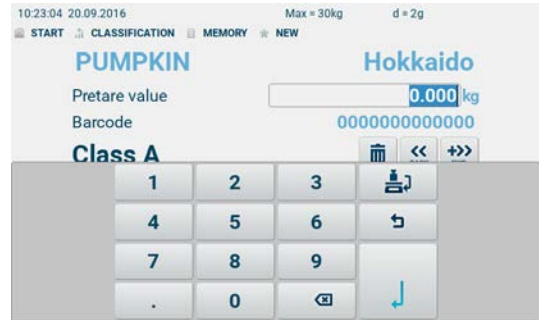 10:23:04 20.09.2016 Max = 30kg d = 2g
START CLASSIFICATION MEMORY NEW
PUMPKIN Hokkaido
Pretare value 0.000 kg
Barcode 0000000000000
Class A << +>>
1 2 3
4 5 6
7 8 9
. 0